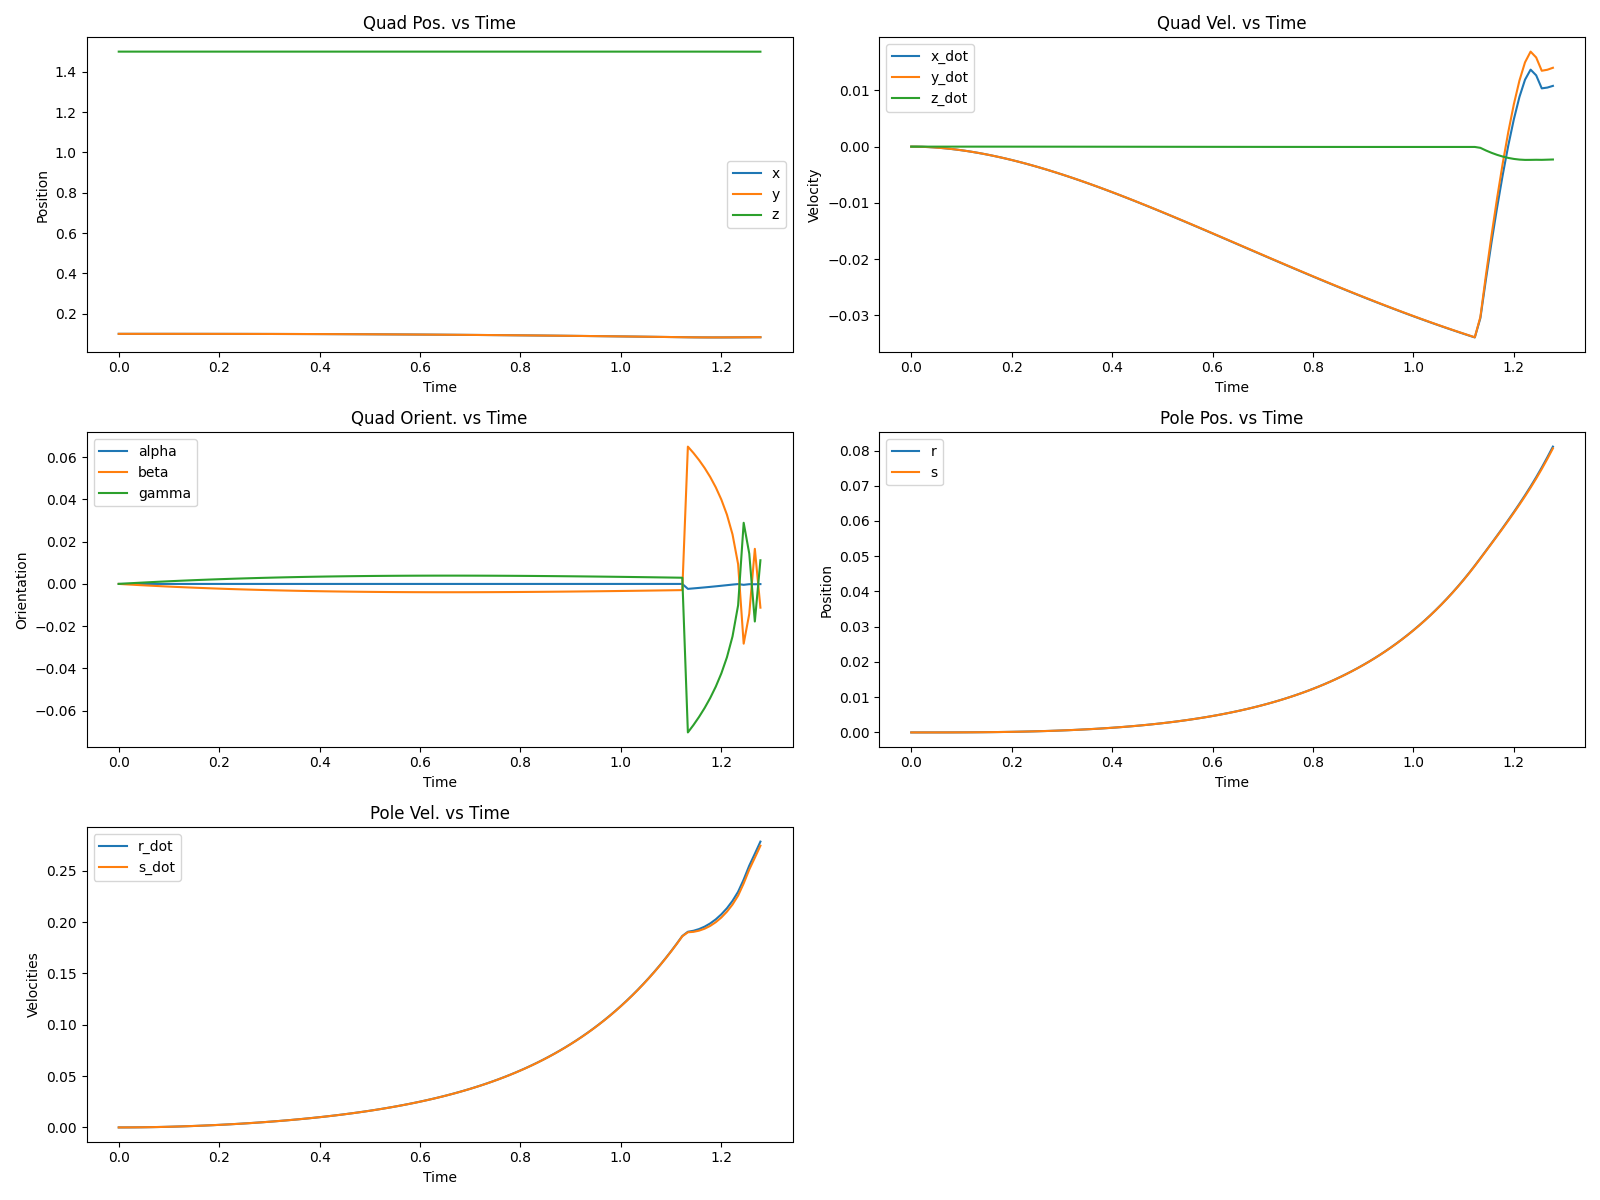 Quad Pos. vs Time
Position
1.4
1.2
1.0
0.8
0.6
0.4
0.2
x
y
z
0.0 0.2 0.4 0.6 0.8 1.0 1.2
Time
Quad Vel. vs Time
Velocity
x_dot
y_dot
z_dot
0.01
0.00
−0.01
−0.02
−0.03
0.0 0.2 0.4 0.6 0.8 1.0 1.2
Time
Quad Orient. vs Time
Orientation
alpha
beta
gamma
0.06
0.04
0.02
0.00
−0.02
−0.04
−0.06
0.0 0.2 0.4 0.6 0.8 1.0 1.2
Time
Pole Pos. vs Time
Position
r
s
0.08
0.07
0.06
0.05
0.04
0.03
0.02
0.01
0.00
0.0 0.2 0.4 0.6 0.8 1.0 1.2
Time
Pole Vel. vs Time
Velocities
r_dot
s_dot
0.25
0.20
0.15
0.10
0.05
0.00
0.0 0.2 0.4 0.6 0.8 1.0 1.2
Time